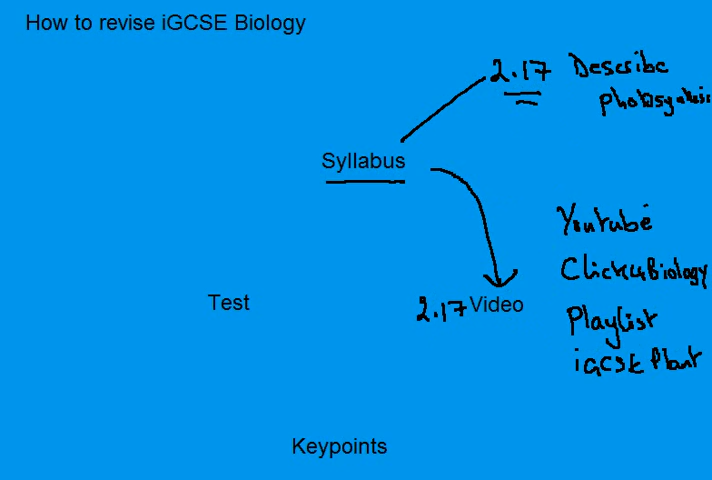 How to revise iGCSE Biology
2.17 Describe
photosynthesis
Syllabus
Youtube
Click4Biology
Test
2.17 Video
Playlist
iGCSE Plant
Keypoints